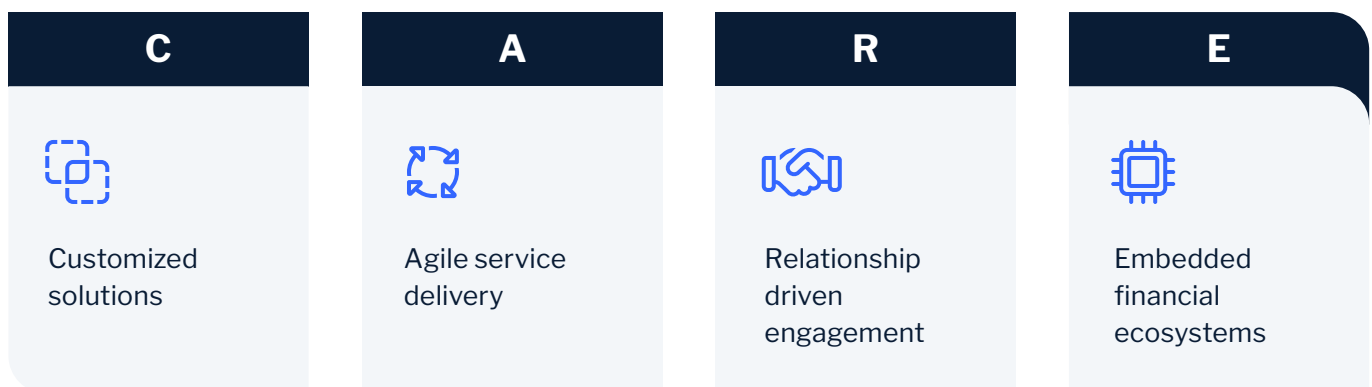 C
Customized
solutions
A
Agile service
delivery
R
Relationship
driven
engagement
E
Embedded
financial
ecosystems